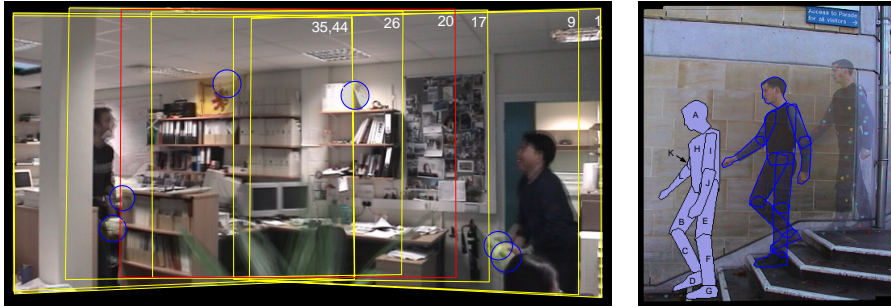 35,44 26 20 17 9 1
Access to Parade
for all visitors →
A
H I
K
J
B E
C F
D
G